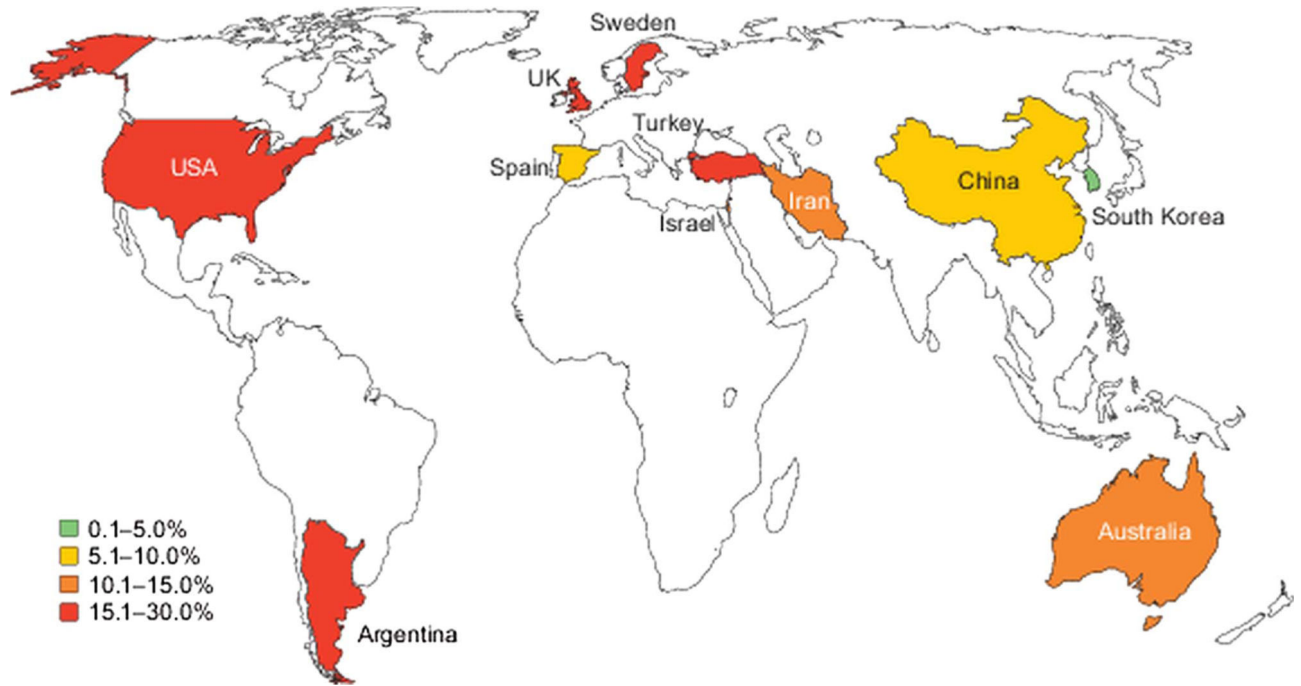 Sweden
UK
Turkey
USA
Spain
China
Iran
Israel
South Korea
Australia
0.1–5.0%
5.1–10.0%
10.1–15.0%
15.1–30.0%
Argentina